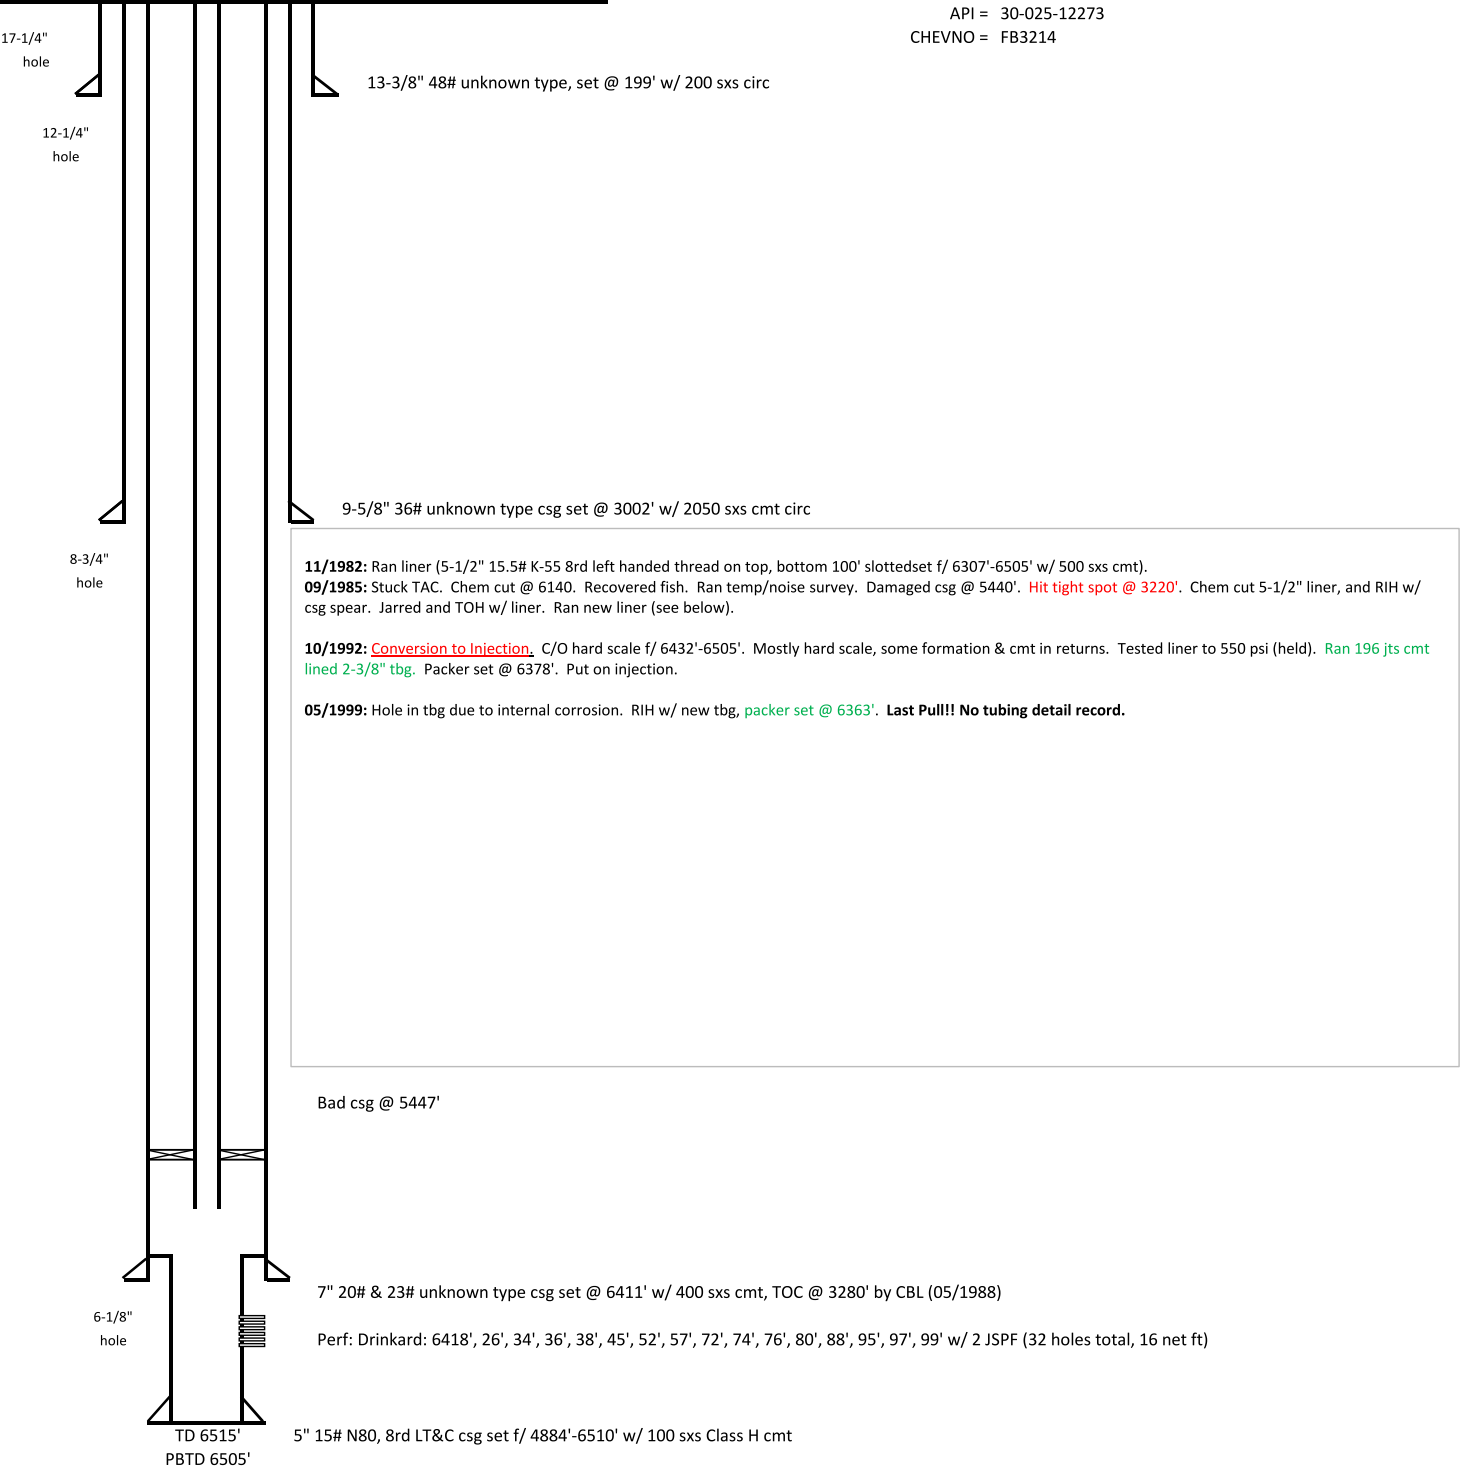 API = 30-025-12273
CHEVNO = FB3214
17-1/4"
hole
13-3/8" 48# unknown type, set @ 199' w/ 200 sxs circ
12-1/4"
hole
9-5/8" 36# unknown type csg set @ 3002' w/ 2050 sxs cmt circ
8-3/4"
hole
11/1982: Ran liner (5-1/2" 15.5# K-55 8rd left handed thread on top, bottom 100' slottedset f/ 6307'-6505' w/ 500 sxs cmt).
09/1985: Stuck TAC. Chem cut @ 6140. Recovered fish. Ran temp/noise survey. Damaged csg @ 5440'. Hit tight spot @ 3220'. Chem cut 5-1/2" liner, and RIH w/
csg spear. Jarred and TOH w/ liner. Ran new liner (see below).
10/1992: Conversion to Injection. C/O hard scale f/ 6432'-6505'. Mostly hard scale, some formation & cmt in returns. Tested liner to 550 psi (held). Ran 196 jts cmt
lined 2-3/8" tbg. Packer set @ 6378'. Put on injection.
05/1999: Hole in tbg due to internal corrosion. RIH w/ new tbg, packer set @ 6363'. Last Pull!! No tubing detail record.
Bad csg @ 5447'
7" 20# & 23# unknown type csg set @ 6411' w/ 400 sxs cmt, TOC @ 3280' by CBL (05/1988)
6-1/8"
hole
Perf: Drinkard: 6418', 26', 34', 36', 38', 45', 52', 57', 72', 74', 76', 80', 88', 95', 97', 99' w/ 2 JSPF (32 holes total, 16 net ft)
TD 6515'
5" 15# N80, 8rd LT&C csg set f/ 4884'-6510' w/ 100 sxs Class H cmt
PBTD 6505'